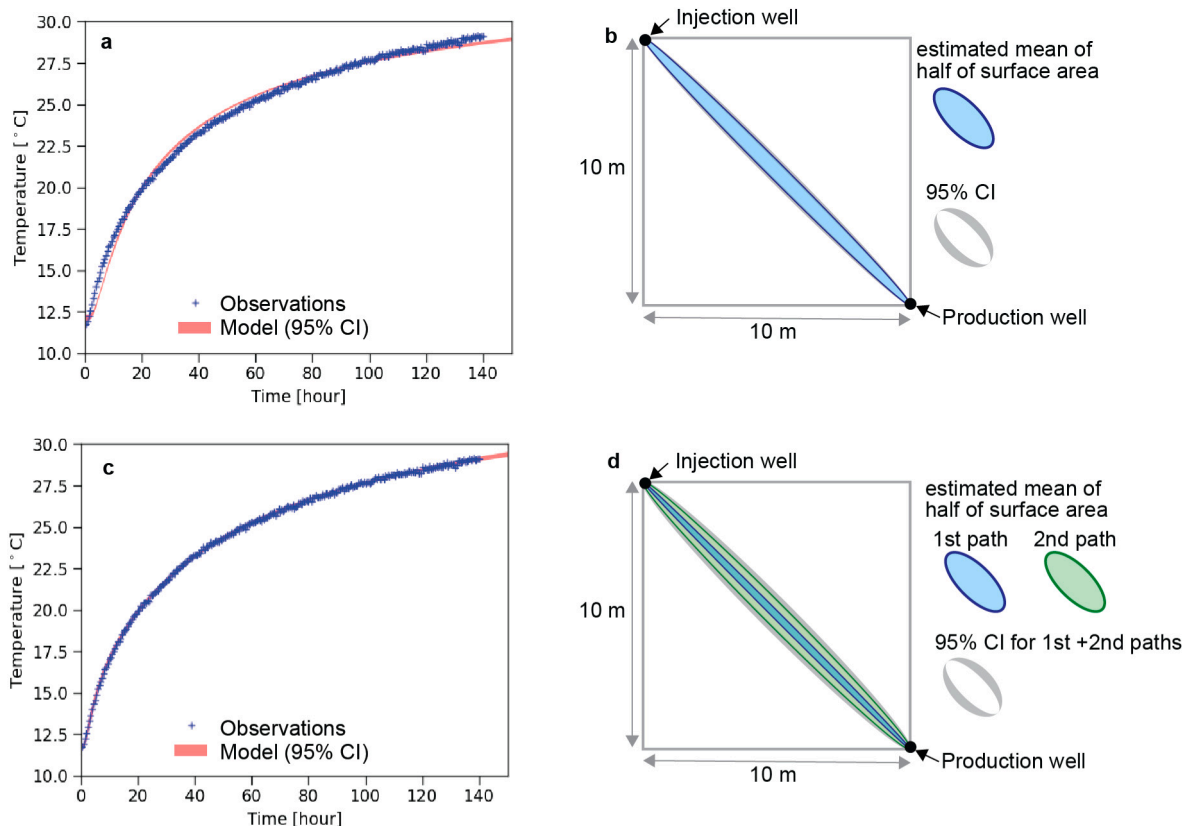 a
30.0
27.5
25.0
22.5
20.0
17.5
15.0
12.5
10.0
Temperature [ °C]
Observations
Model (95% CI)
0 20 40 60 80 100 120 140
Time [hour]
b
Injection well
estimated mean of
half of surface area
10 m
95% CI
Production well
10 m
c
30.0
27.5
25.0
22.5
20.0
17.5
15.0
12.5
10.0
Temperature [ °C]
Observations
Model (95% CI)
0 20 40 60 80 100 120 140
Time [hour]
d
Injection well
estimated mean of
half of surface area
1st path 2nd path
10 m
95% CI for 1st +2nd paths
Production well
10 m